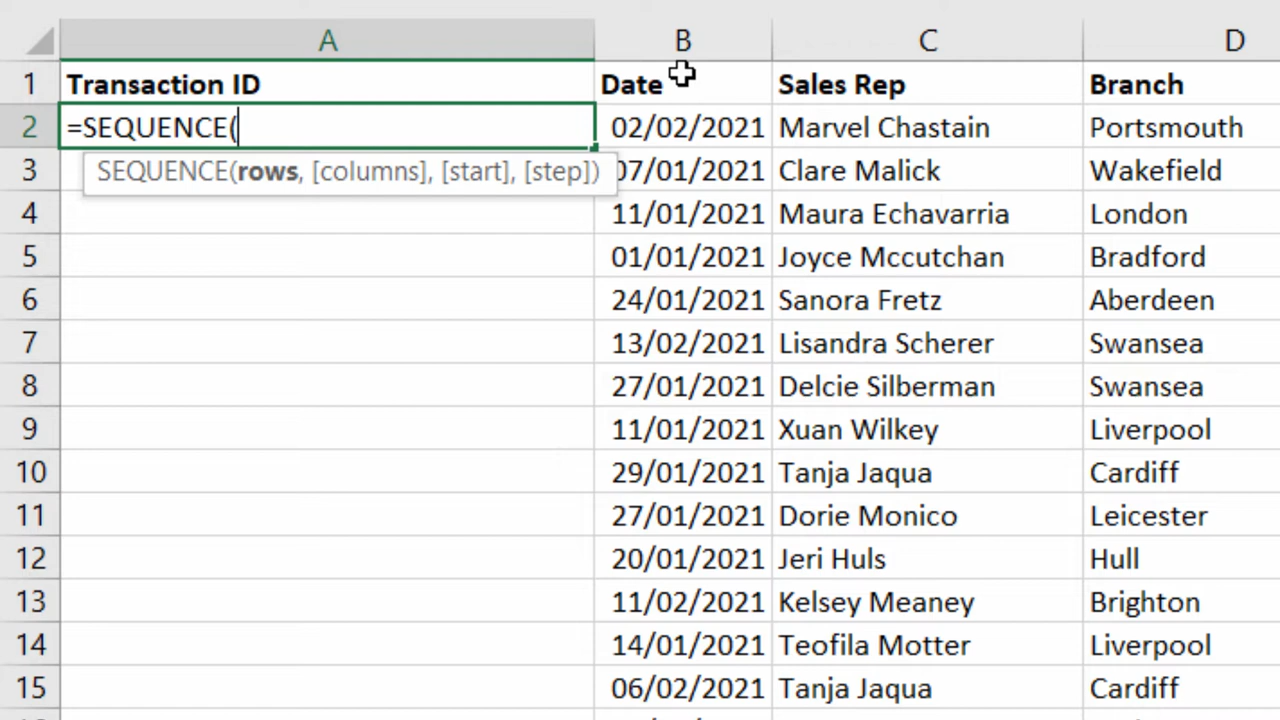 A B C D
1 Transaction ID Date Sales Rep Branch
2 =SEQUENCE( 02/02/2021 Marvel Chastain Portsmouth
3 SEQUENCE(rows, [columns], [start], [step]) 07/01/2021 Clare Malick Wakefield
4 11/01/2021 Maura Echavarria London
5 01/01/2021 Joyce Mccutchan Bradford
6 24/01/2021 Sanora Fretz Aberdeen
7 13/02/2021 Lisandra Scherer Swansea
8 27/01/2021 Delcie Silberman Swansea
9 11/01/2021 Xuan Wilkey Liverpool
10 29/01/2021 Tanja Jaqua Cardiff
11 27/01/2021 Dorie Monico Leicester
12 20/01/2021 Jeri Huls Hull
13 11/02/2021 Kelsey Meaney Brighton
14 14/01/2021 Teofila Motter Liverpool
15 06/02/2021 Tanja Jaqua Cardiff